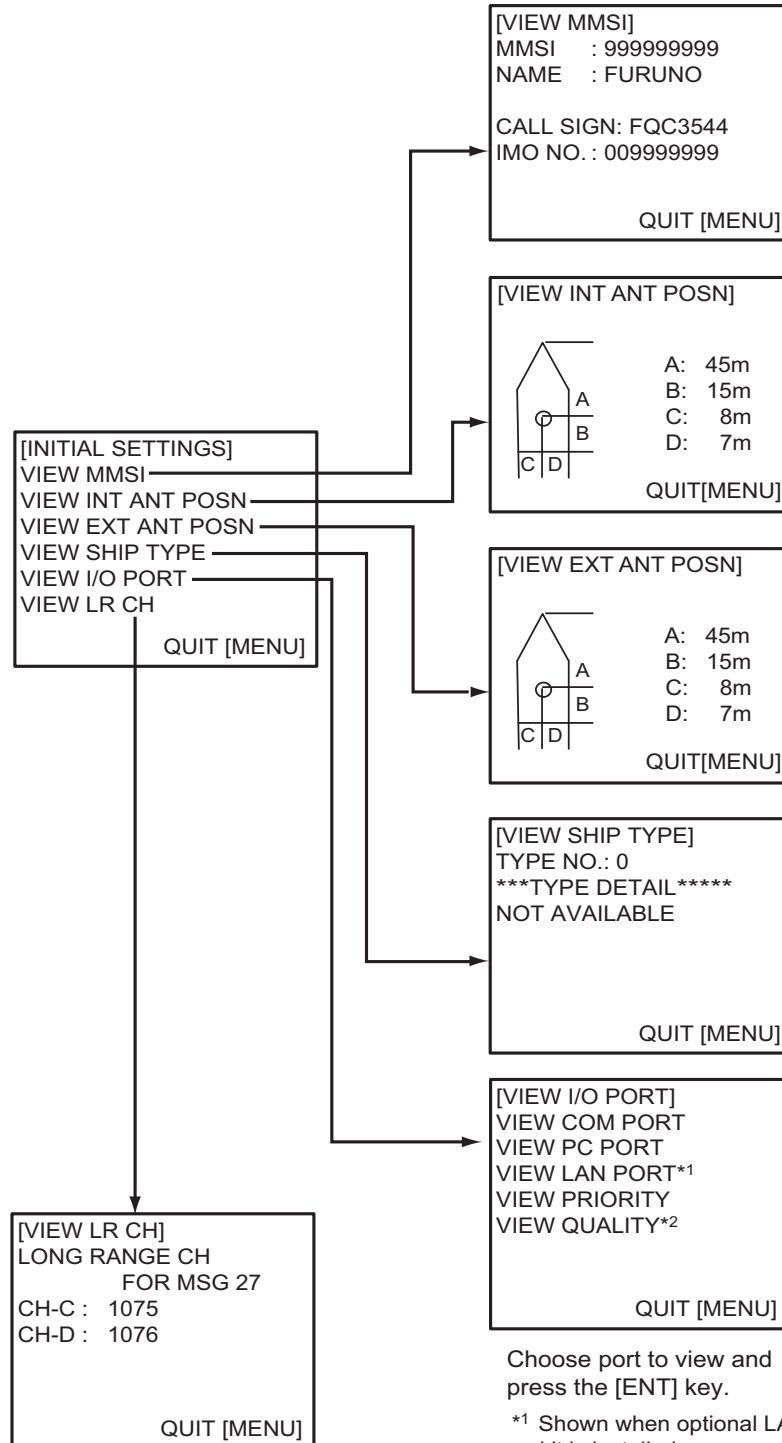 [VIEW MMSI]
MMSI : 999999999
NAME : FURUNO
CALL SIGN: FQC3544
IMO NO. : 009999999
QUIT [MENU]
[VIEW INT ANT POSN]
A
B
C D
A: 45m
B: 15m
C: 8m
D: 7m
QUIT[MENU]
[INITIAL SETTINGS]
VIEW MMSI
VIEW INT ANT POSN
VIEW EXT ANT POSN
VIEW SHIP TYPE
VIEW I/O PORT
VIEW LR CH
QUIT [MENU]
[VIEW EXT ANT POSN]
A
B
C D
A: 45m
B: 15m
C: 8m
D: 7m
QUIT[MENU]
[VIEW SHIP TYPE]
TYPE NO.: 0
***TYPE DETAIL*****
NOT AVAILABLE
QUIT [MENU]
[VIEW I/O PORT]
VIEW COM PORT
VIEW PC PORT
VIEW LAN PORT*1
VIEW PRIORITY
VIEW QUALITY*2
QUIT [MENU]
[VIEW LR CH]
LONG RANGE CH
FOR MSG 27
CH-C : 1075
CH-D : 1076
QUIT [MENU]
Choose port to view and
press the [ENT] key.
*1 Shown when optional